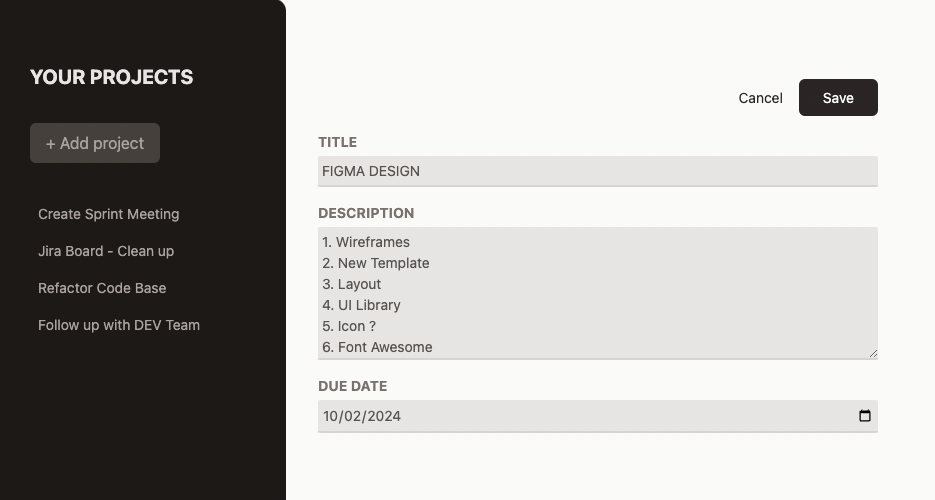 YOUR PROJECTS
+ Add project
Create Sprint Meeting
Jira Board - Clean up
Refactor Code Base
Follow up with DEV Team
Cancel
Save
TITLE
FIGMA DESIGN
DESCRIPTION
1. Wireframes
2. New Template
3. Layout
4. UI Library
5. Icon ?
6. Font Awesome
DUE DATE
10/02/2024